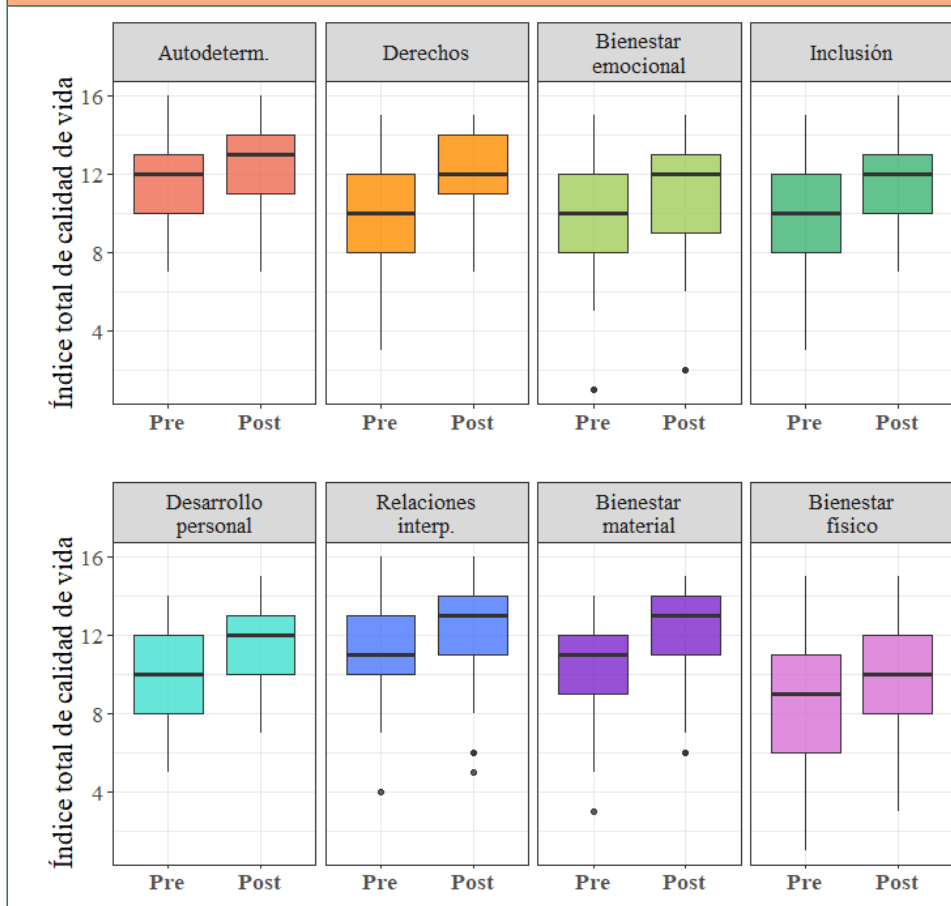 Autodeterm.
Derechos
Bienestar
emocional
Inclusión
Índice total de calidad de vida
16
12
8
4
Pre Post
Pre Post
Pre Post
Pre Post
Desarrollo
personal
Relaciones
interp.
Bienestar
material
Bienestar
físico
Índice total de calidad de vida
16
12
8
4
Pre Post
Pre Post
Pre Post
Pre Post